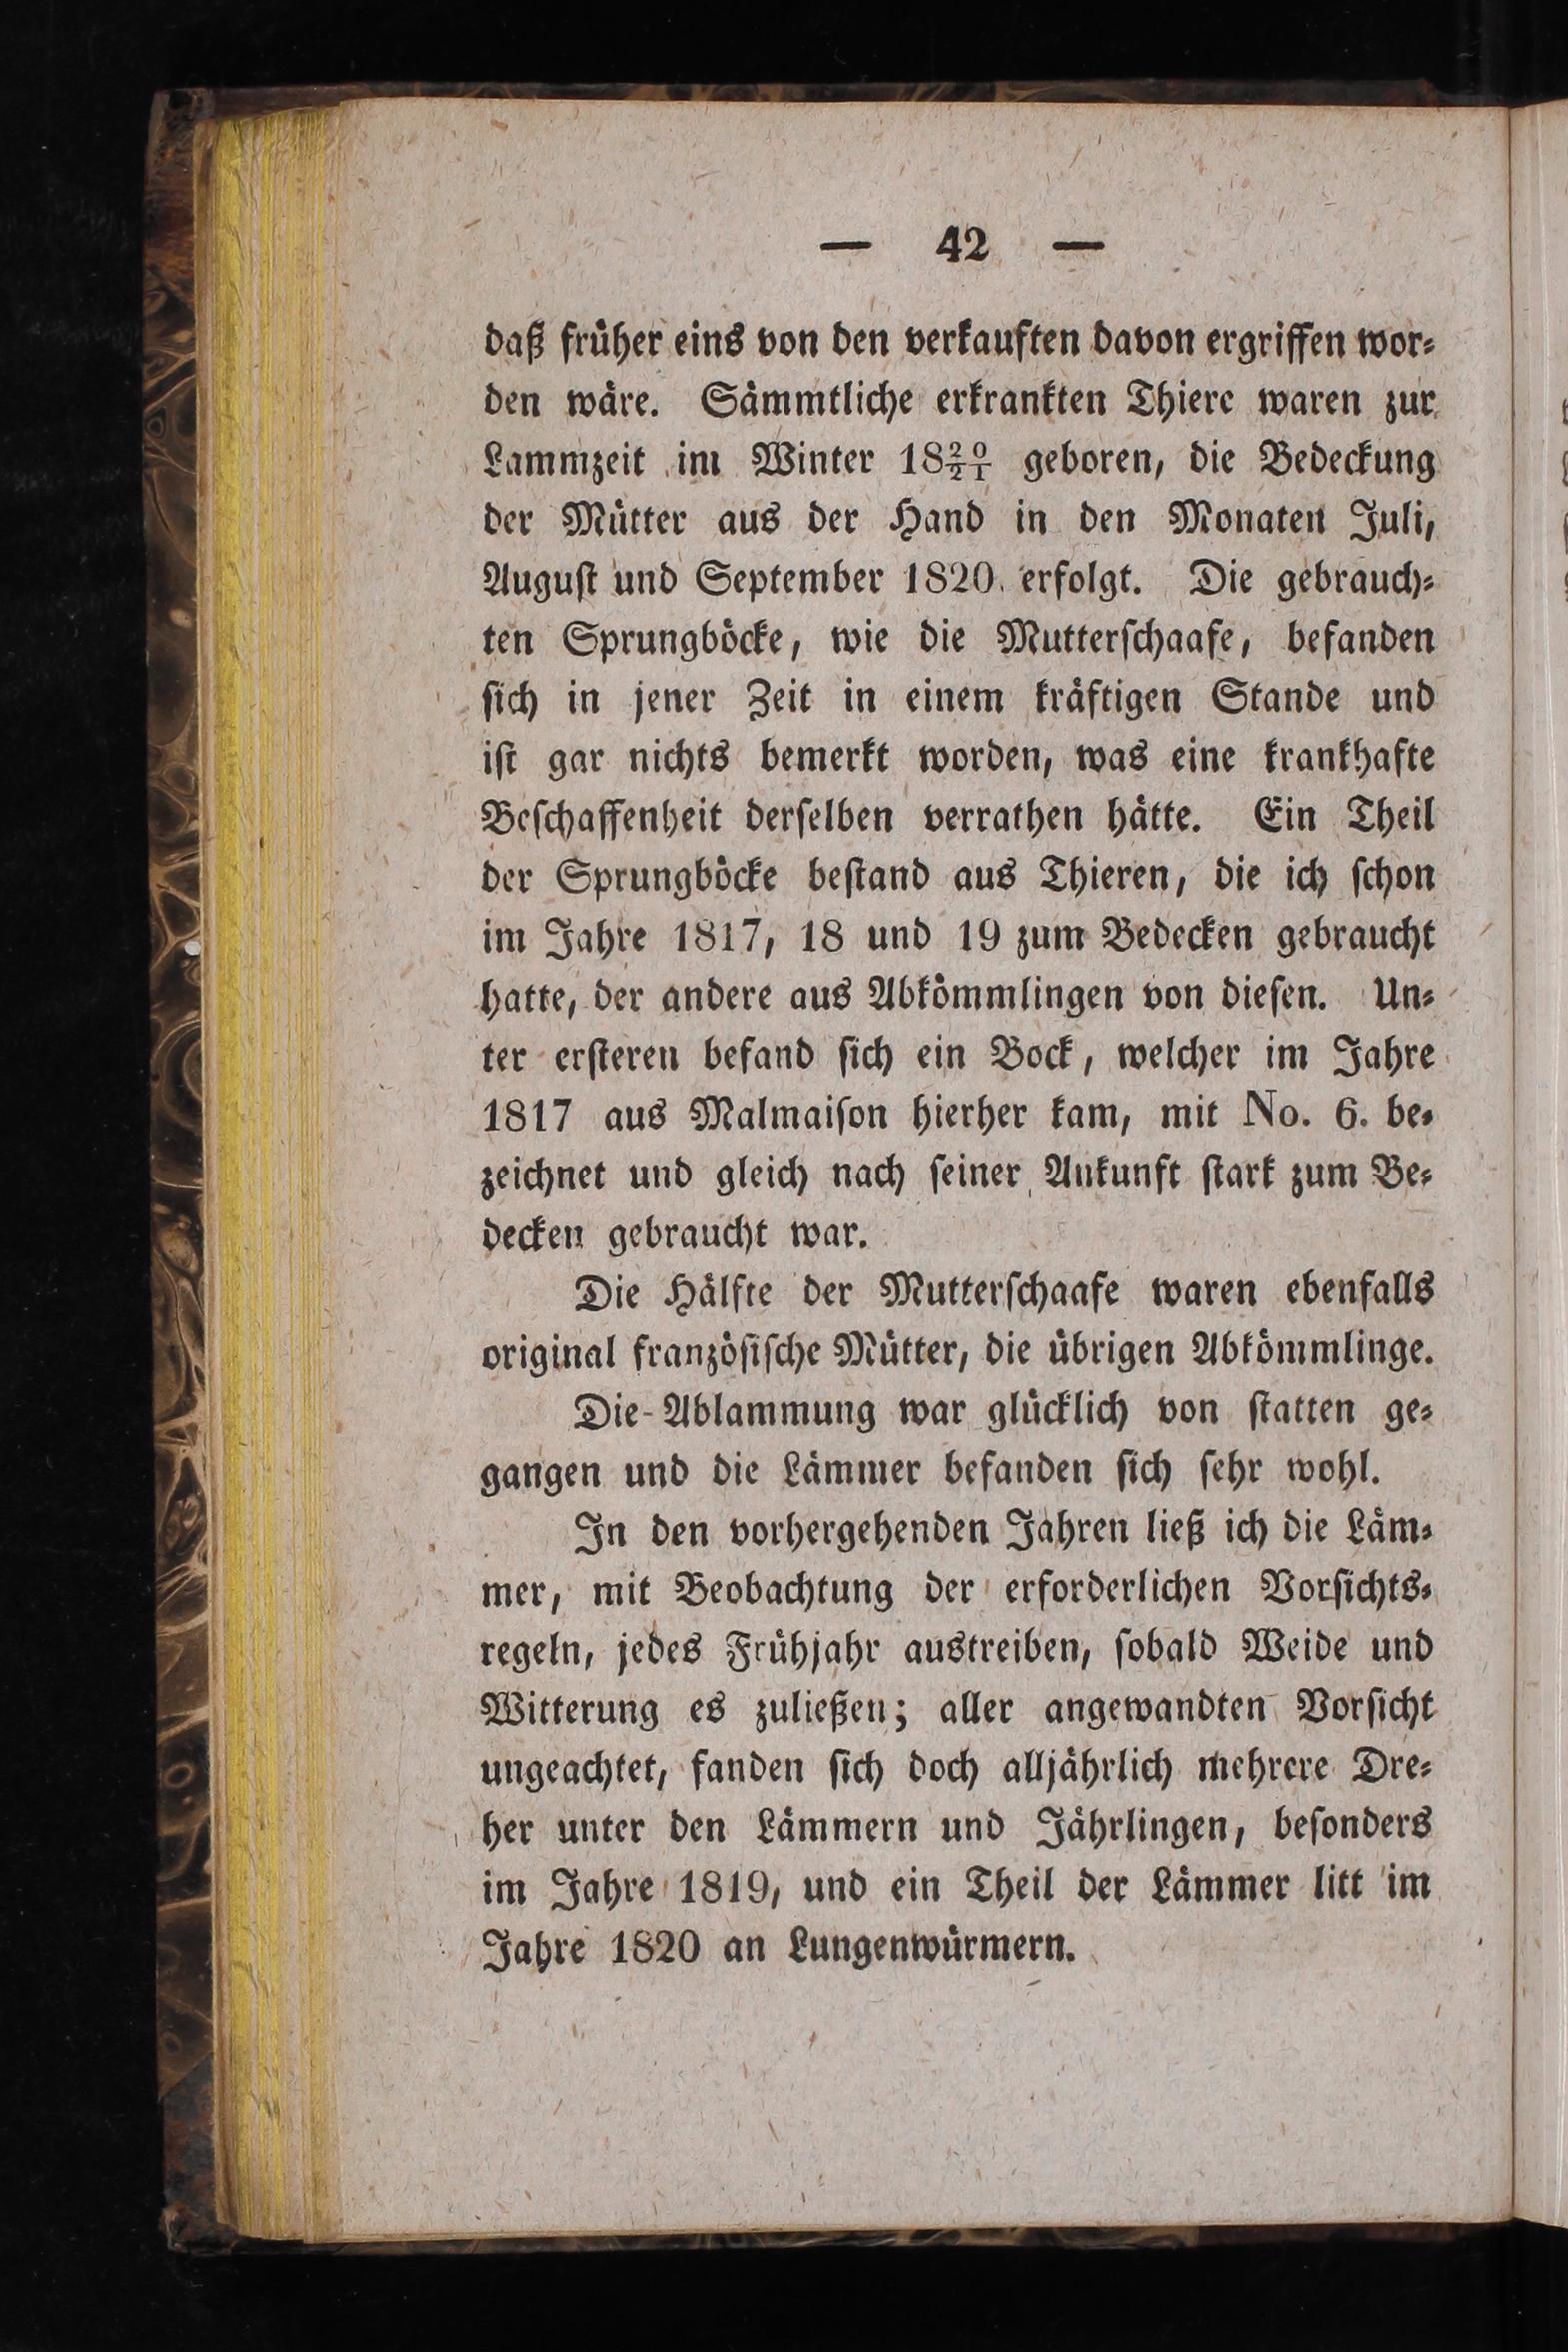 — 42 —
daß früher eins von den verkauften davon ergriffen wor⸗
den wäre. Sämmtliche erkrankten Thiere waren zur
Lammzeit im Winter 18 20/21 geboren, die Bedeckung
der Mütter aus der Hand in den Monaten Juli,
Auguſt und September 1820. erfolgt. Die gebrauch⸗
ten Sprungböcke, wie die Mutterſchaafe, befanden
ſich in jener Zeit in einem kräftigen Stande und
iſt gar nichts bemerkt worden, was eine krankhafte
Beſchaffenheit derſelben verrathen hätte. Ein Theil
der Sprungböcke beſtand aus Thieren, die ich ſchon
im Jahre 1817, 18 und 19 zum Bedecken gebraucht
hatte, der andere aus Abkömmlingen von dieſen. Un⸗
ter erſteren befand ſich ein Bock, welcher im Jahre
1817 aus Malmaiſon hierher kam, mit No. 6. be⸗
zeichnet und gleich nach ſeiner Ankunft ſtark zum Be⸗
decken gebraucht war.
Die Hälfte der Mutterſchaafe waren ebenfalls
original franzöſiſche Mütter, die übrigen Abkömmlinge.
Die Ablammung war glücklich von ſtatten ge⸗
gangen und die Lämmer befanden ſich ſehr wohl.
In den vorhergehenden Jahren ließ ich die Läm⸗
mer, mit Beobachtung der erforderlichen Vorſichts⸗
regeln, jedes Frühjahr austreiben, ſobald Weide und
Witterung es zuließen; aller angewandten Vorſicht
ungeachtet, fanden ſich doch alljährlich mehrere Dre⸗
her unter den Lämmern und Jährlingen, beſonders
im Jahre 1819, und ein Theil der Lämmer litt im
Jahre 1820 an Lungenwürmern.